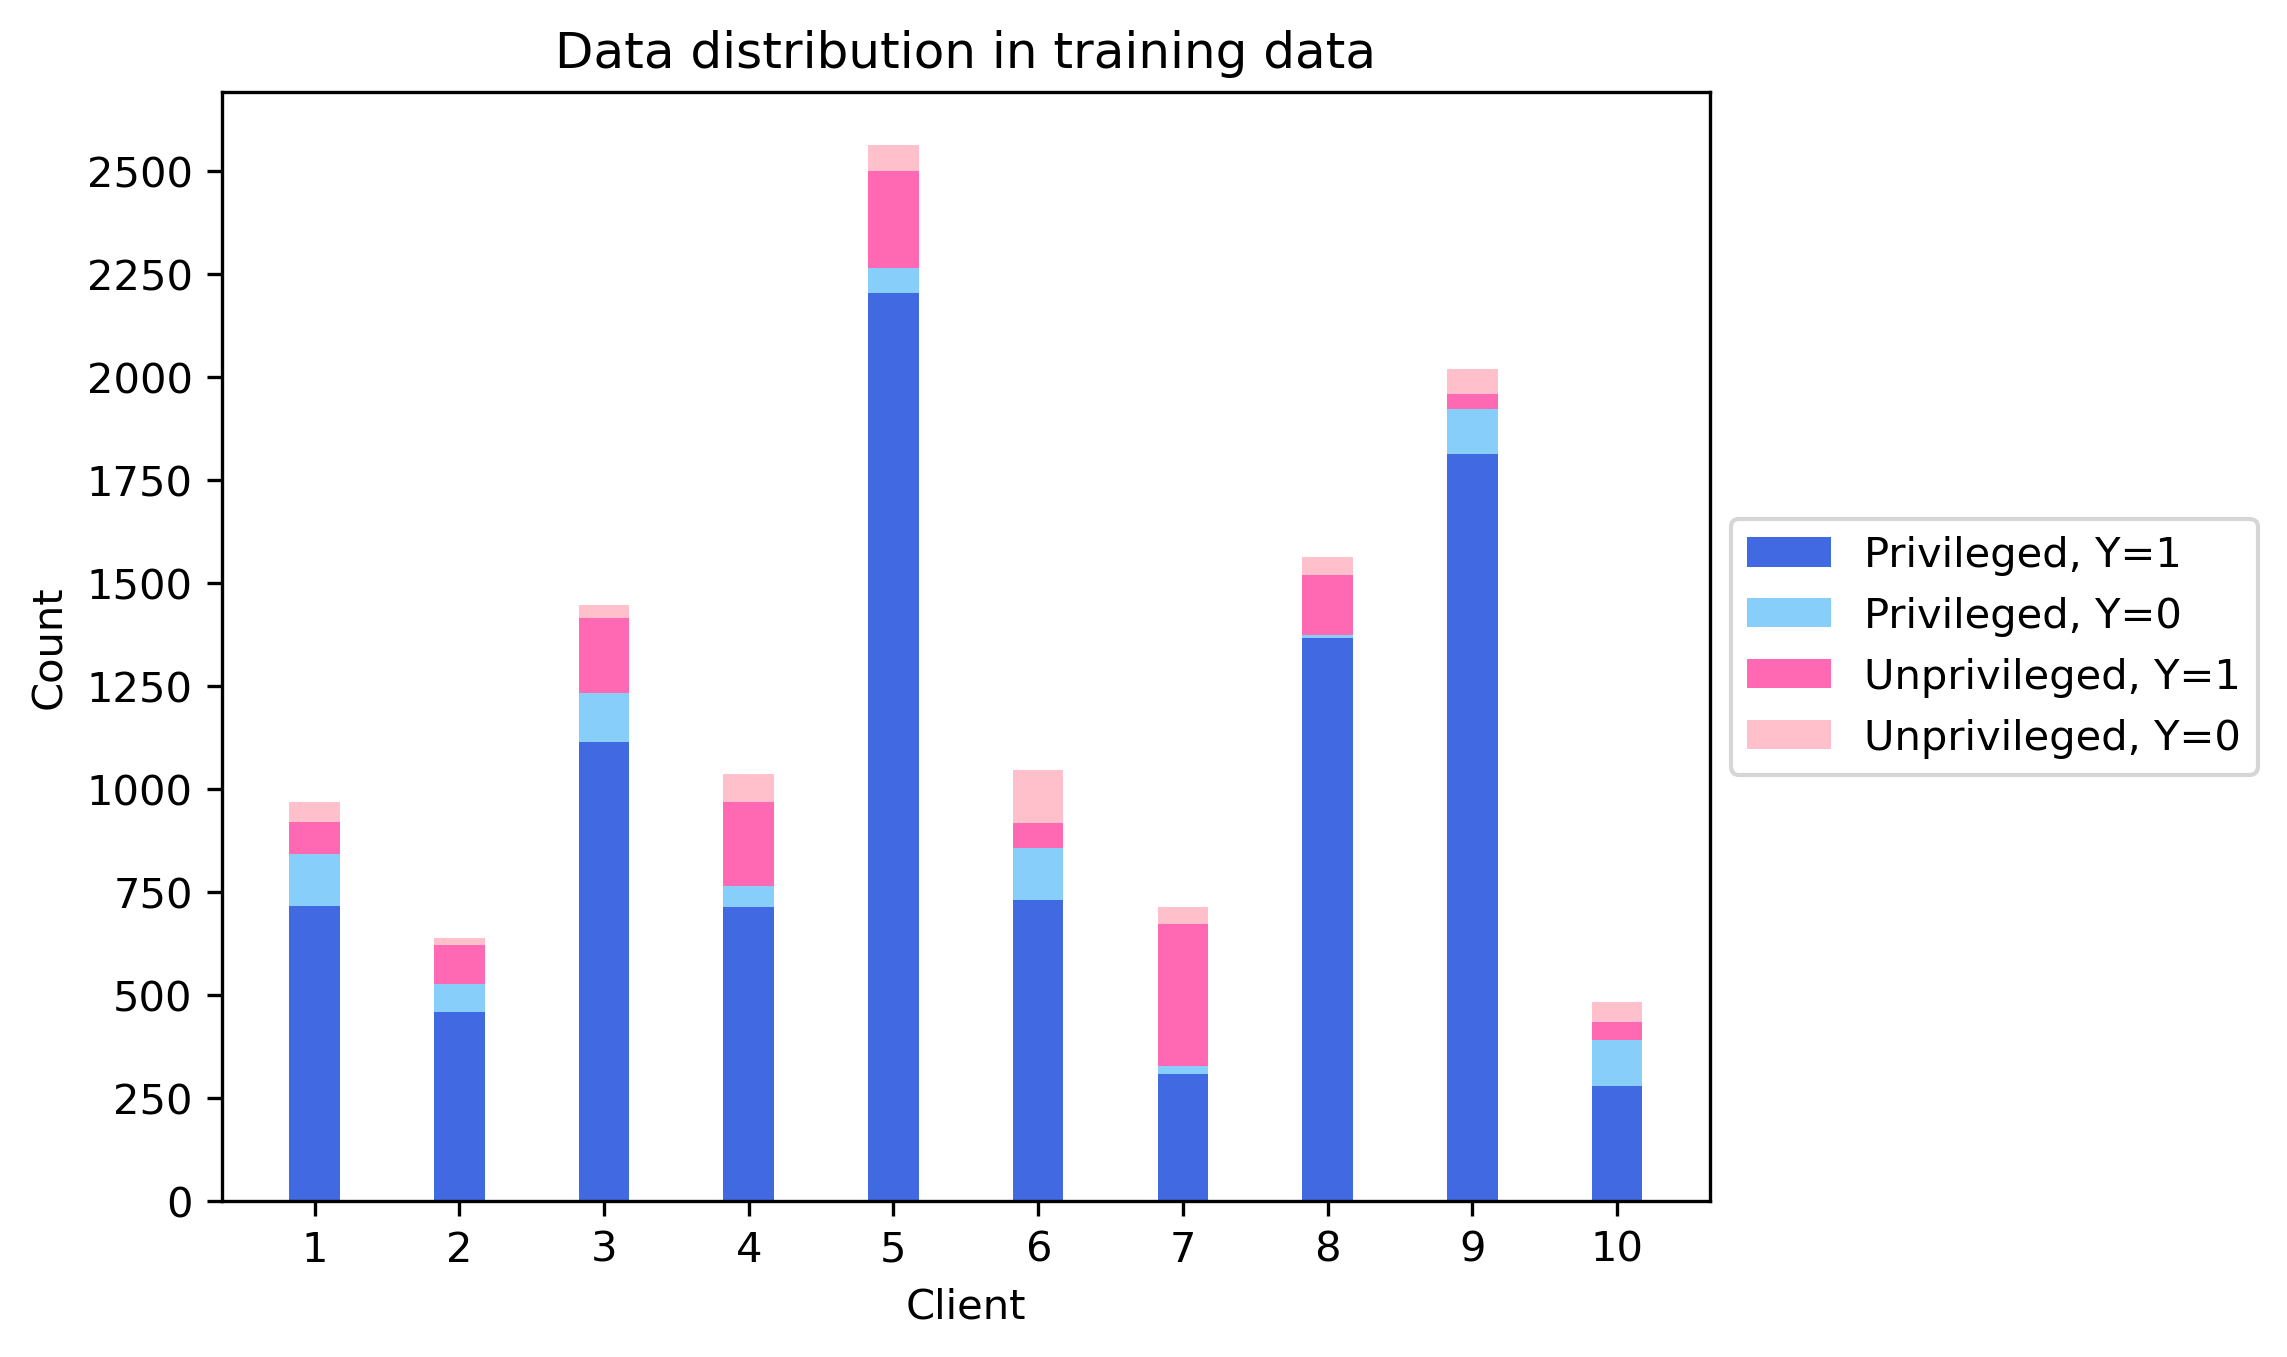 Data distribution in training data
2500
2250
2000
1750
1500
1250
1000
750
500
250
0
Count
1 2 3 4 5 6 7 8 9 10
Client
Privileged, Y=1
Privileged, Y=0
Unprivileged, Y=1
Unprivileged, Y=0